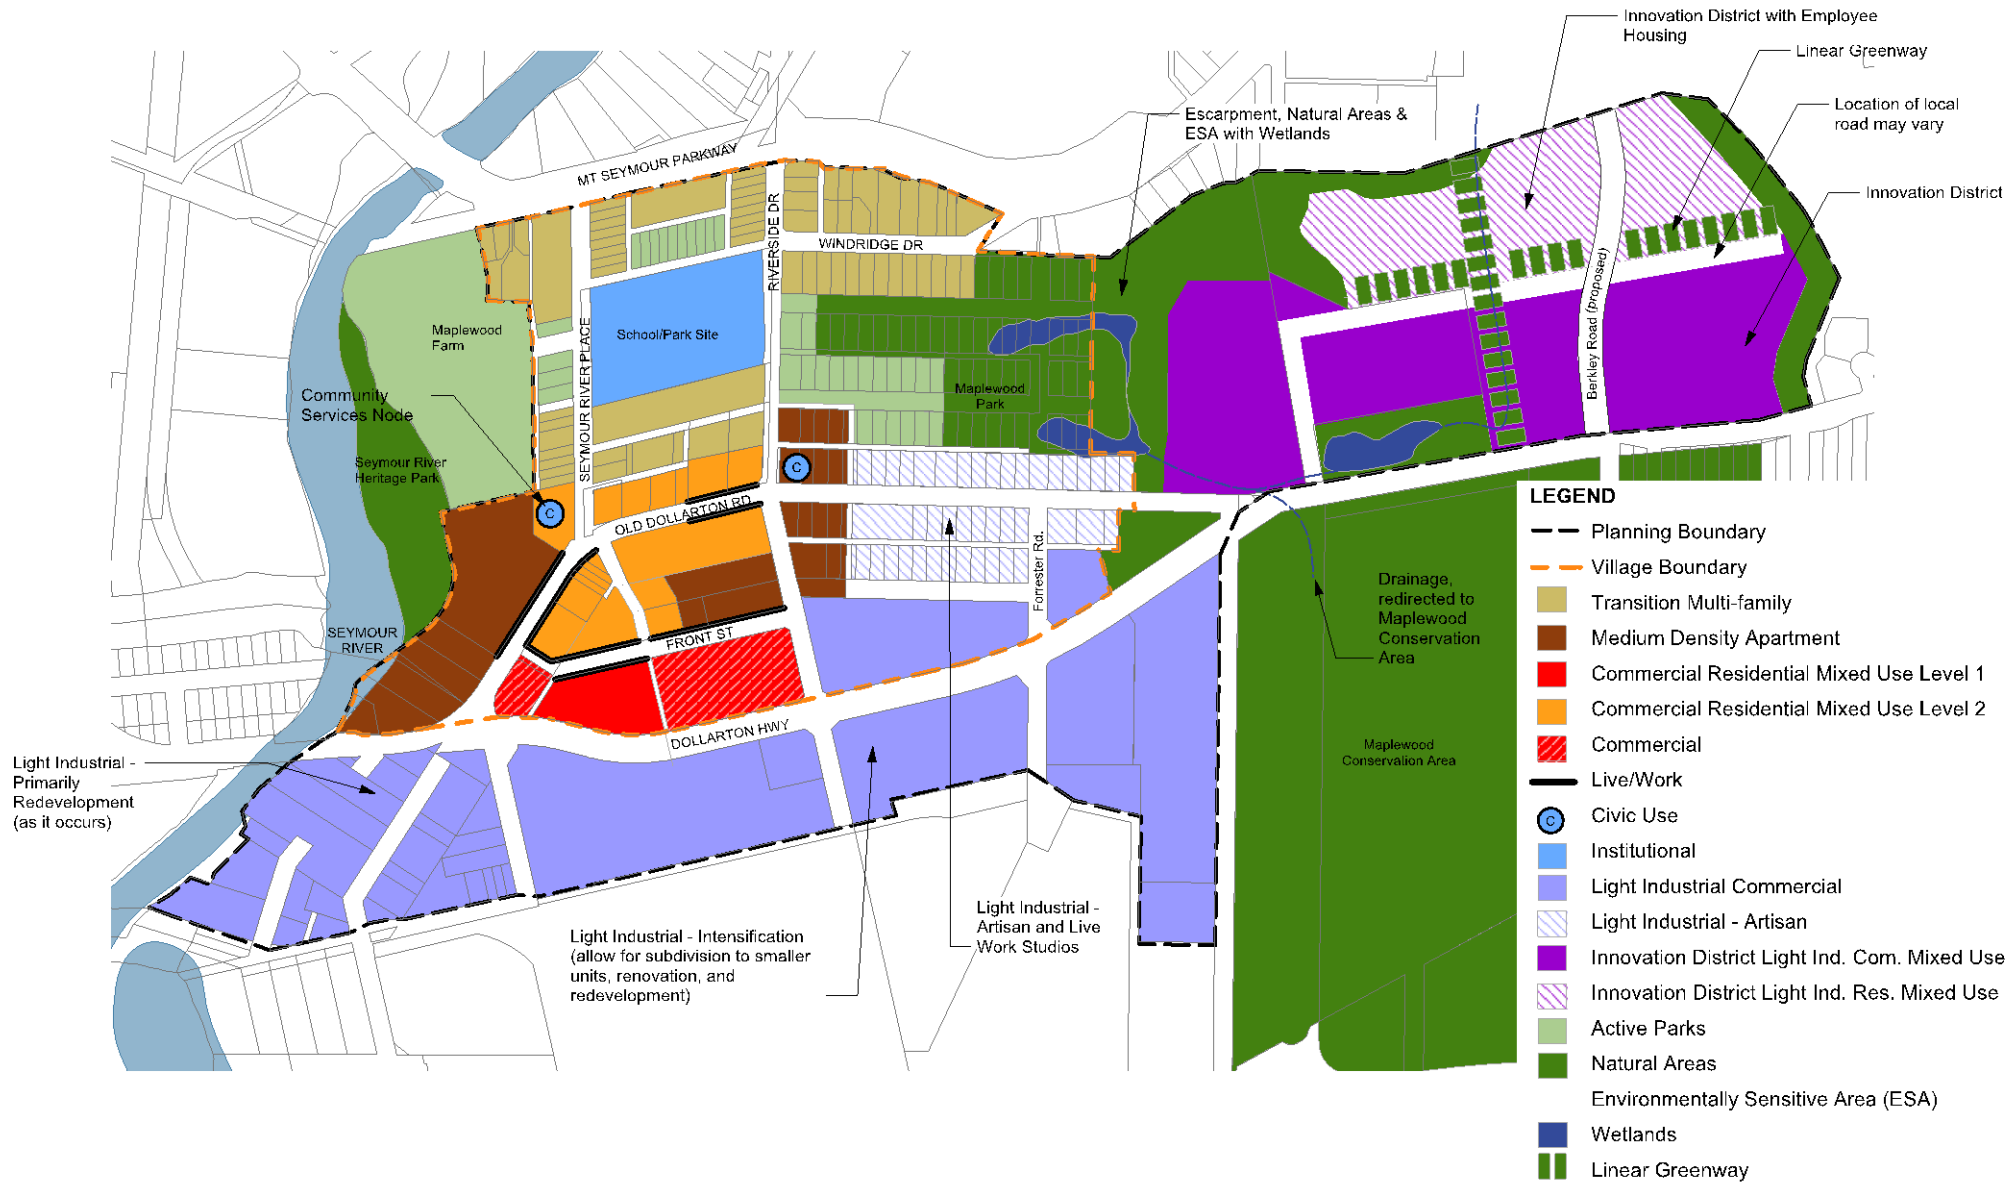 Innovation District with Employee
Housing
Linear Greenway
Location of local
road may vary
Escarpment, Natural Areas &
ESA with Wetlands
Innovation District
MT SEYMOUR PARKWAY
RIVERSIDE DR
WINDRIDGE DR
SEYMOUR RIVER PLACE
School/Park Site
Maplewood
Farm
Maplewood
Park
Berkley Road (proposed)
Community
Services Node
Seymour River
Heritage Park
C
C
OLD DOLLARTON RD
Forrester Rd.
FRONT ST
SEYMOUR
RIVER
DOLLARTON HWY
Drainage,
redirected to
Maplewood
Conservation
Area
Maplewood
Conservation Area
Light Industrial -
Primarily
Redevelopment
(as it occurs)
Light Industrial - Intensification
(allow for subdivision to smaller
units, renovation, and
redevelopment)
Light Industrial -
Artisan and Live
Work Studios
LEGEND
Planning Boundary
Village Boundary
Transition Multi-family
Medium Density Apartment
Commercial Residential Mixed Use Level 1
Commercial Residential Mixed Use Level 2
Commercial
Live/Work
C
Civic Use
Institutional
Light Industrial Commercial
Light Industrial - Artisan
Innovation District Light Ind. Com. Mixed Use
Innovation District Light Ind. Res. Mixed Use
Active Parks
Natural Areas
Environmentally Sensitive Area (ESA)
Wetlands
Linear Greenway